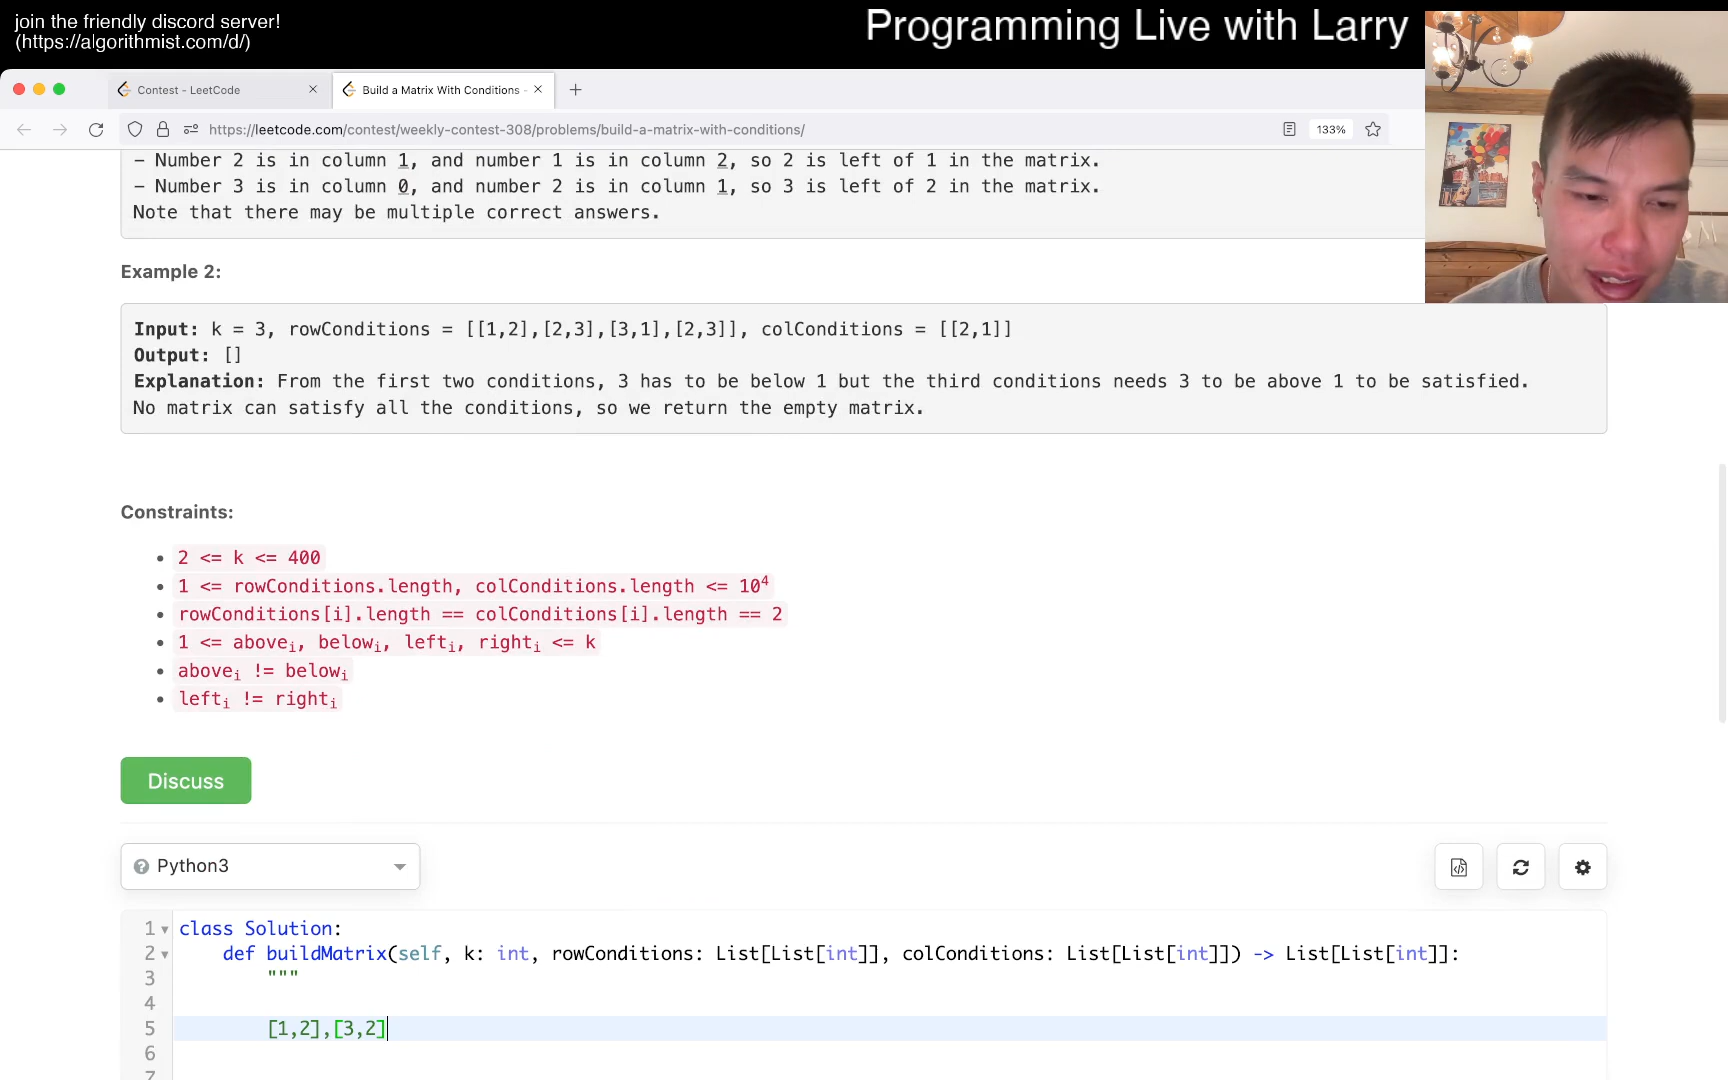 join the friendly discord server!
(https://algorithmist.com/d/)
Programming Live with Larry
Contest - LeetCode
Build a Matrix With Conditions -
https://leetcode.com/contest/weekly-contest-308/problems/build-a-matrix-with-conditions/
133%
– Number 2 is in column 1, and number 1 is in column 2, so 2 is left of 1 in the matrix.
– Number 3 is in column 0, and number 2 is in column 1, so 3 is left of 2 in the matrix.
Note that there may be multiple correct answers.
Example 2:
Input: k = 3, rowConditions = [[1,2],[2,3],[3,1],[2,3]], colConditions = [[2,1]]
Output: []
Explanation: From the first two conditions, 3 has to be below 1 but the third conditions needs 3 to be above 1 to be satisfied.
No matrix can satisfy all the conditions, so we return the empty matrix.
Constraints:
• 2 <= k <= 400
• 1 <= rowConditions.length, colConditions.length <= 10⁴
• rowConditions[i].length == colConditions[i].length == 2
• 1 <= aboveᵢ, belowᵢ, leftᵢ, rightᵢ <= k
• aboveᵢ != belowᵢ
• leftᵢ != rightᵢ
Discuss
Python3
1 class Solution:
2 def buildMatrix(self, k: int, rowConditions: List[List[int]], colConditions: List[List[int]]) -> List[List[int]]:
3 """
4
5 [1,2],[3,2]
6
7